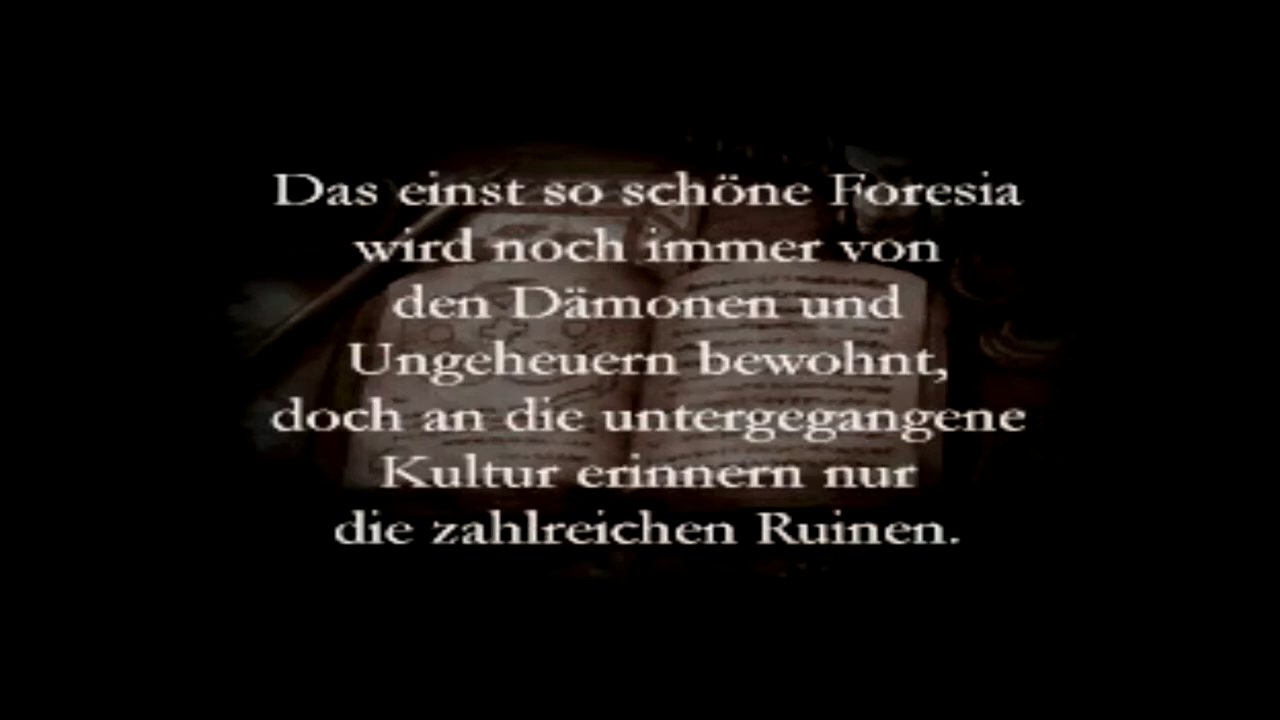 Das einst so schöne Foresia
wird noch immer von
den Dämonen und
Ungeheuern bewohnt,
doch an die untergegangene
Kultur erinnern nur
die zahlreichen Ruinen.